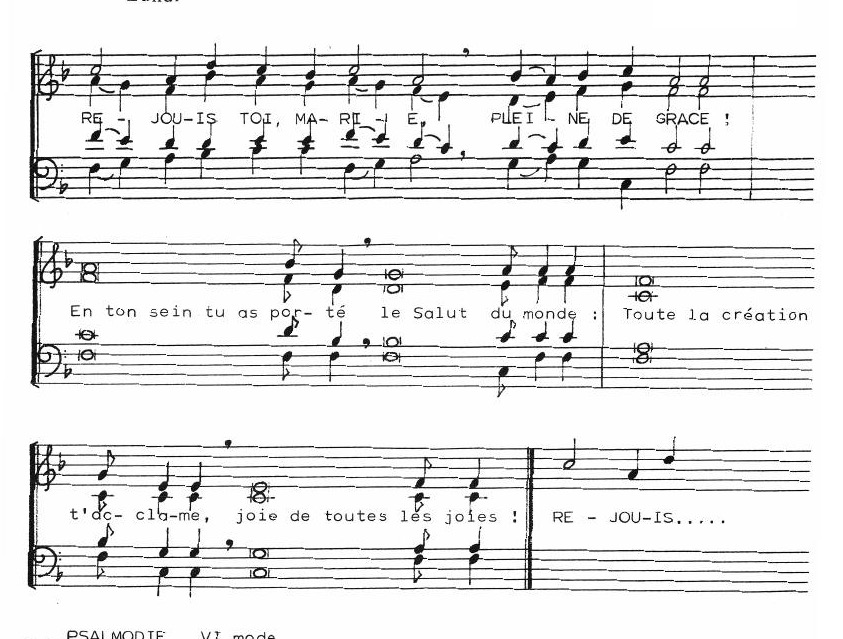 RE - JOU-IS TOI, MA- RI - E, PLEI - NE DE GRACE !
En ton sein tu as por- té le Salut du monde : Toute la création
t'ac- cla-me, joie de toutes les joies ! RE - JOU-IS.....
PSALMODIE VI mode